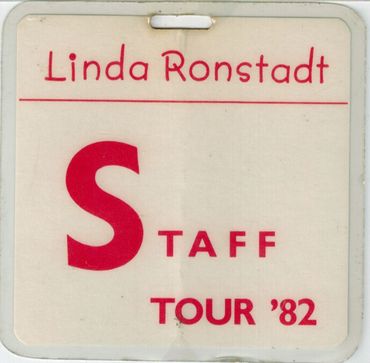 Linda Ronstadt
STAFF
TOUR '82